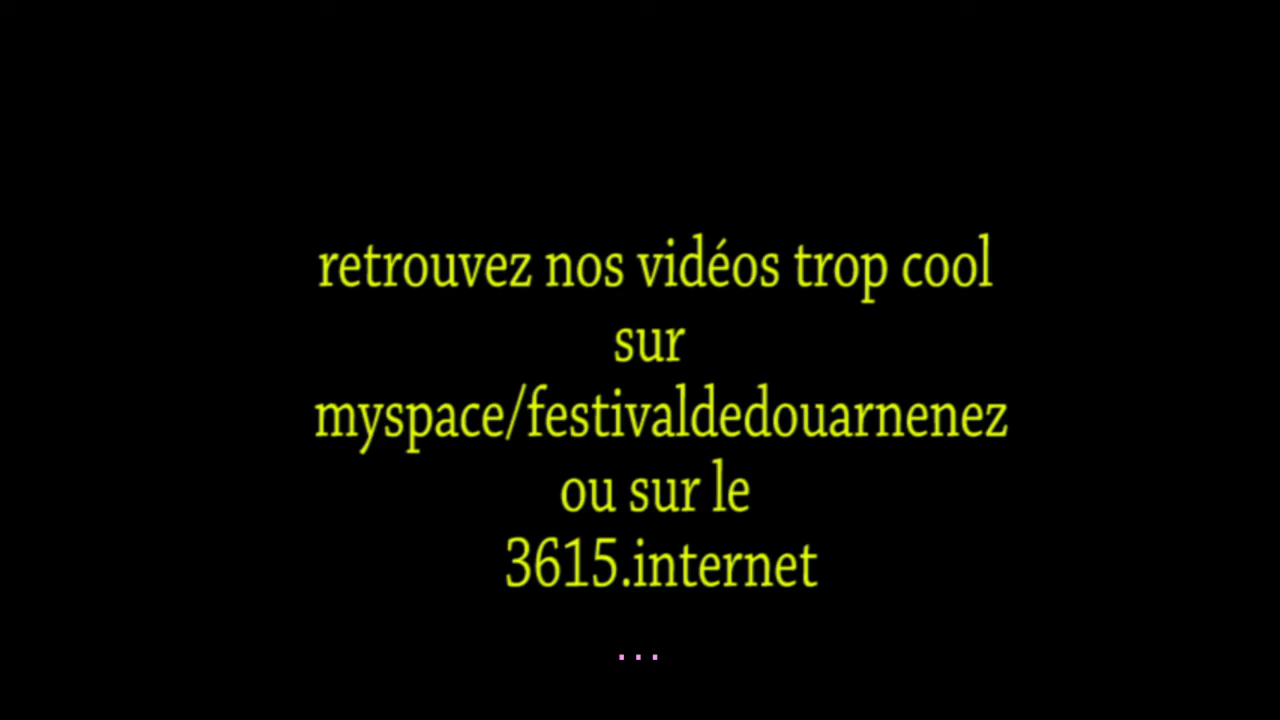 retrouvez nos vidéos trop cool
sur
myspace/festivaldedouarnenez
ou sur le
3615.internet
...